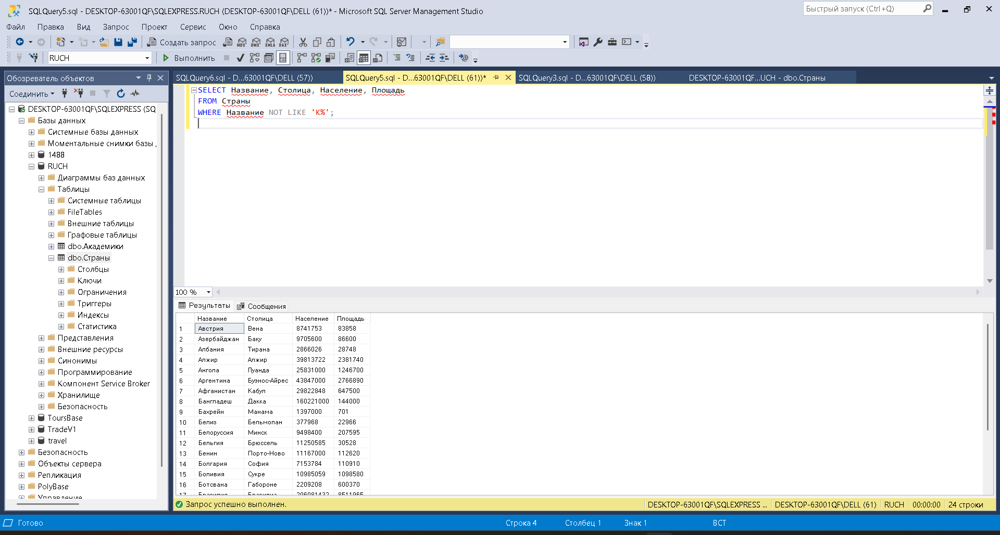 SQLQuery5.sql - DESKTOP-63001QF\SQLEXPRESS.RUCH (DESKTOP-63001QF\DELL (61))* - Microsoft SQL Server Management Studio
Быстрый запуск (Ctrl+Q)
Файл Правка Вид Запрос Проект Сервис Окно Справка
Создать запрос MDX DMX XMLA DAX
RUCH Выполнить
Обозреватель объектов
Соединить
DESKTOP-63001QF\SQLEXPRESS (SQ
Базы данных
Системные базы данных
Моментальные снимки базы
1488
RUCH
Диаграммы баз данных
Таблицы
Системные таблицы
FileTables
Внешние таблицы
Графовые таблицы
dbo.Академики
dbo.Страны
Столбцы
Ключи
Ограничения
Триггеры
Индексы
Статистика
Представления
Внешние ресурсы
Синонимы
Программирование
Компонент Service Broker
Хранилище
Безопасность
ToursBase
TradeV1
travel
Безопасность
Объекты сервера
Репликация
PolyBase
Управление
SQLQuery6.sql - D...63001QF\DELL (57)) SQLQuery5.sql - D...63001QF\DELL (61))* SQLQuery3.sql - D...63001QF\DELL (58)) DESKTOP-63001QF...UCH - dbo.Страны
SELECT Название, Столица, Население, Площадь
FROM Страны
WHERE Название NOT LIKE 'K%';
100 %
Результаты Сообщения
Название Столица Население Площадь
1 Австрия Вена 8741753 83858
2 Азербайджан Баку 9705600 86600
3 Албания Тирана 2866026 28748
4 Алжир Алжир 39813722 2381740
5 Ангола Луанда 25831000 1246700
6 Аргентина Буэнос-Айрес 43847000 2766890
7 Афганистан Кабул 29822848 647500
8 Бангладеш Дакка 160221000 144000
9 Бахрейн Манама 1397000 701
10 Белиз Бельмопан 377968 22966
11 Белоруссия Минск 9498400 207595
12 Бельгия Брюссель 11250585 30528
13 Бенин Порто-Ново 11167000 112620
14 Болгария София 7153784 110910
15 Боливия Сукре 10985059 1098580
16 Ботсвана Габороне 2209208 600370
17 Бразилия Бразилиа 206081432 8511965
Запрос успешно выполнен. DESKTOP-63001QF\SQLEXPRESS ... DESKTOP-63001QF\DELL (61) RUCH 00:00:00 24 строки
Готово Строка 4 Столбец 1 Знак 1 ВСТ